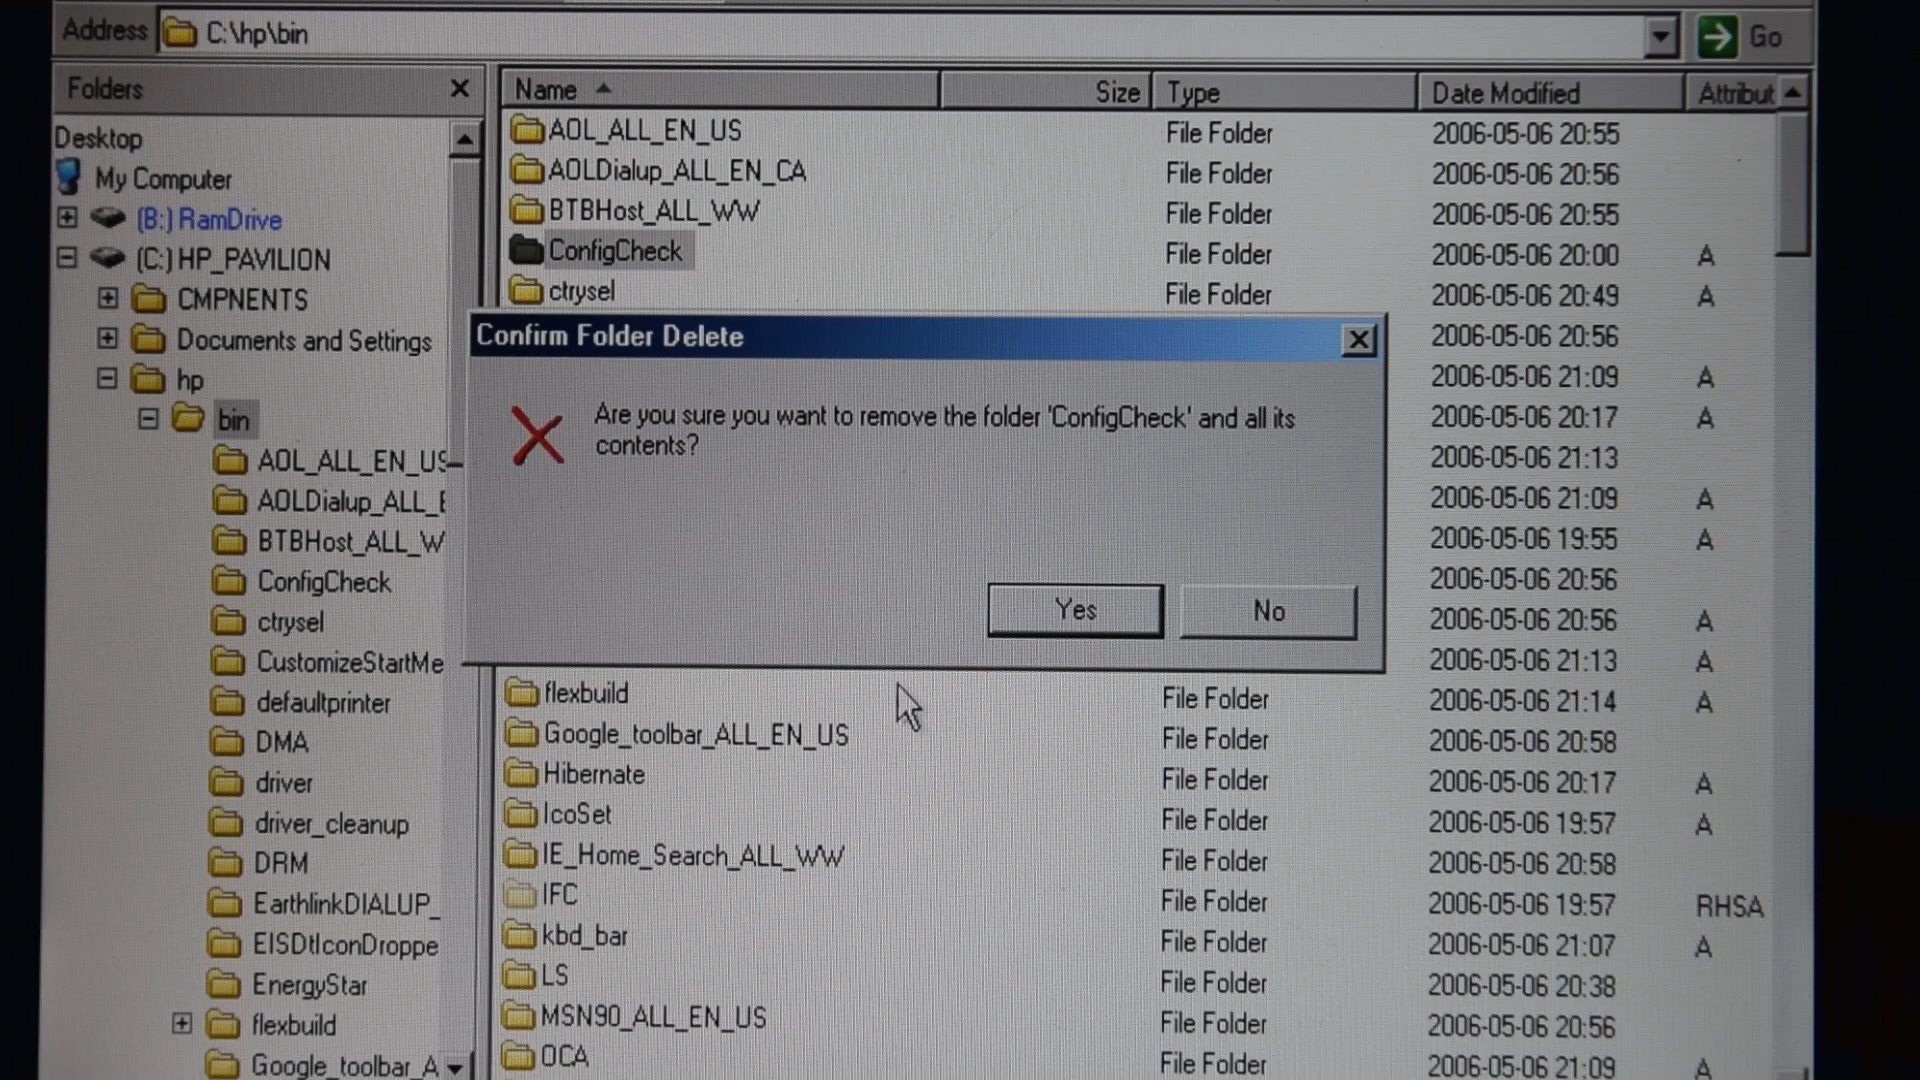 Address C:\hp\bin Go
Folders
Name Size Type Date Modified Attribut
Desktop
My Computer
(B:) RamDrive
(C:) HP_PAVILION
CMPNENTS
Documents and Settings
hp
bin
AOL_ALL_EN_US
AOLDialup_ALL_E
BTBHost_ALL_W
ConfigCheck
ctrysel
CustomizeStartMe
defaultprinter
DMA
driver
driver_cleanup
DRM
EarthlinkDIALUP_
EISDtIconDroppe
EnergyStar
flexbuild
Google_toolbar_A
AOL_ALL_EN_US File Folder 2006-05-06 20:55
AOLDialup_ALL_EN_CA File Folder 2006-05-06 20:56
BTBHost_ALL_WW File Folder 2006-05-06 20:55
ConfigCheck File Folder 2006-05-06 20:00 A
ctrysel File Folder 2006-05-06 20:49 A
2006-05-06 20:56
2006-05-06 21:09 A
2006-05-06 20:17 A
2006-05-06 21:13
2006-05-06 21:09 A
2006-05-06 19:55 A
2006-05-06 20:56
2006-05-06 20:56 A
2006-05-06 21:13 A
Confirm Folder Delete
Are you sure you want to remove the folder 'ConfigCheck' and all its
contents?
Yes No
flexbuild File Folder 2006-05-06 21:14 A
Google_toolbar_ALL_EN_US File Folder 2006-05-06 20:58
Hibernate File Folder 2006-05-06 20:17 A
IcoSet File Folder 2006-05-06 19:57 A
IE_Home_Search_ALL_WW File Folder 2006-05-06 20:58
IFC File Folder 2006-05-06 19:57 RHSA
kbd_bar File Folder 2006-05-06 21:07 A
LS File Folder 2006-05-06 20:38
MSN90_ALL_EN_US File Folder 2006-05-06 20:56
OCA File Folder 2006-05-06 21:09 A